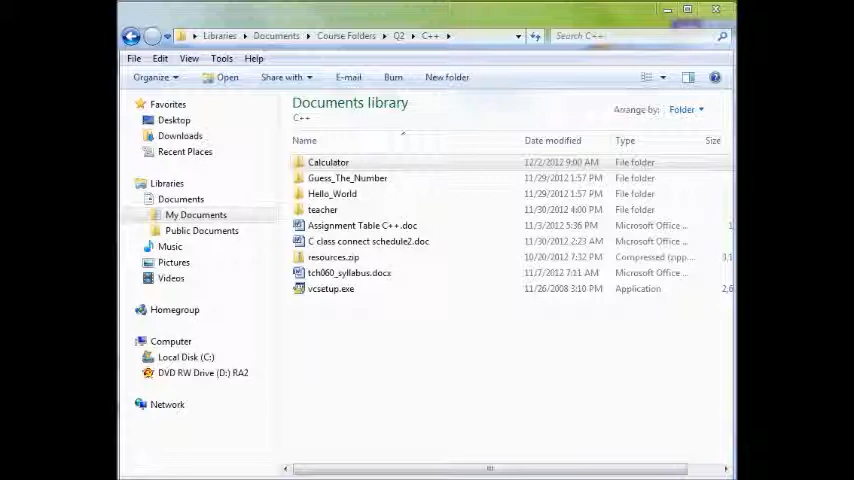 Libraries Documents Course Folders Q2 C++ Search C++
File Edit View Tools Help
Organize Open Share with E-mail Burn New folder
Documents library
C++
Arrange by: Folder
Name Date modified Type Size
Calculator 12/2/2012 9:00 AM File folder
Guess_The_Number 11/29/2012 1:57 PM File folder
Hello_World 11/29/2012 1:57 PM File folder
teacher 11/30/2012 4:00 PM File folder
Assignment Table C++.doc 11/3/2012 5:36 PM Microsoft Office ... 1
C class connect schedule2.doc 11/30/2012 2:23 AM Microsoft Office ...
resources.zip 10/20/2012 7:32 PM Compressed (zipp... 3,1
tch060_syllabus.docx 11/7/2012 7:11 AM Microsoft Office ...
vcsetup.exe 11/26/2008 3:10 PM Application 2,6
Favorites
Desktop
Downloads
Recent Places
Libraries
Documents
My Documents
Public Documents
Music
Pictures
Videos
Homegroup
Computer
Local Disk (C:)
DVD RW Drive (D:) RA2
Network